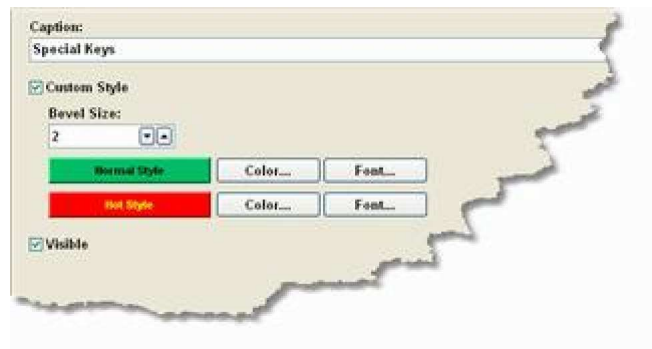 Caption:
Special Keys
Custom Style
Bevel Size:
2
Normal Style Color... Font...
Hot Style Color... Font...
Visible